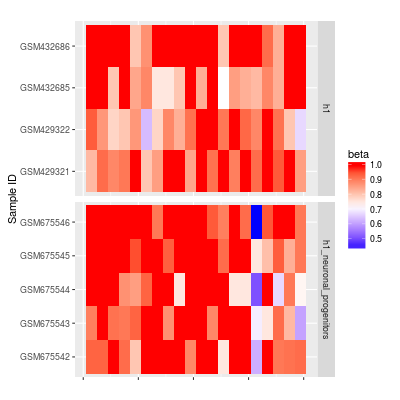 Sample ID
GSM432686
GSM432685
GSM429322
GSM429321
h1
GSM675546
GSM675545
GSM675544
GSM675543
GSM675542
h1_neuronal_progenitors
beta
1.0
0.9
0.8
0.7
0.6
0.5